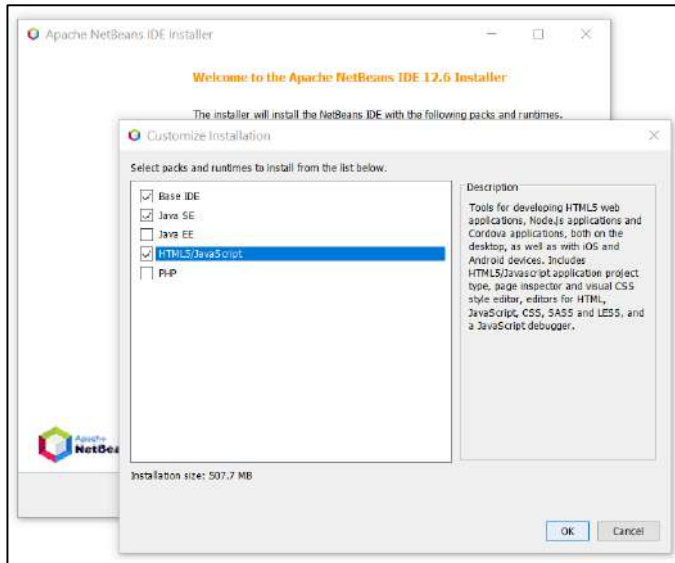 Apache NetBeans IDE Installer
Welcome to the Apache NetBeans IDE 12.6 Installer
The installer will install the NetBeans IDE with the following packs and runtimes.
Customize Installation
Select packs and runtimes to install from the list below.
Base IDE
Java SE
Java EE
HTML5/JavaScript
PHP
Description
Tools for developing HTML5 web
applications, Node.js applications and
Cordova applications, both on the
desktop, as well as with iOS and
Android devices. Includes
HTML5/Javascript application project
type, page inspector and visual CSS
style editor, editors for HTML,
JavaScript, CSS, SASS and LESS, and
a JavaScript debugger.
Apache
NetBea
Installation size: 507.7 MB
OK
Cancel